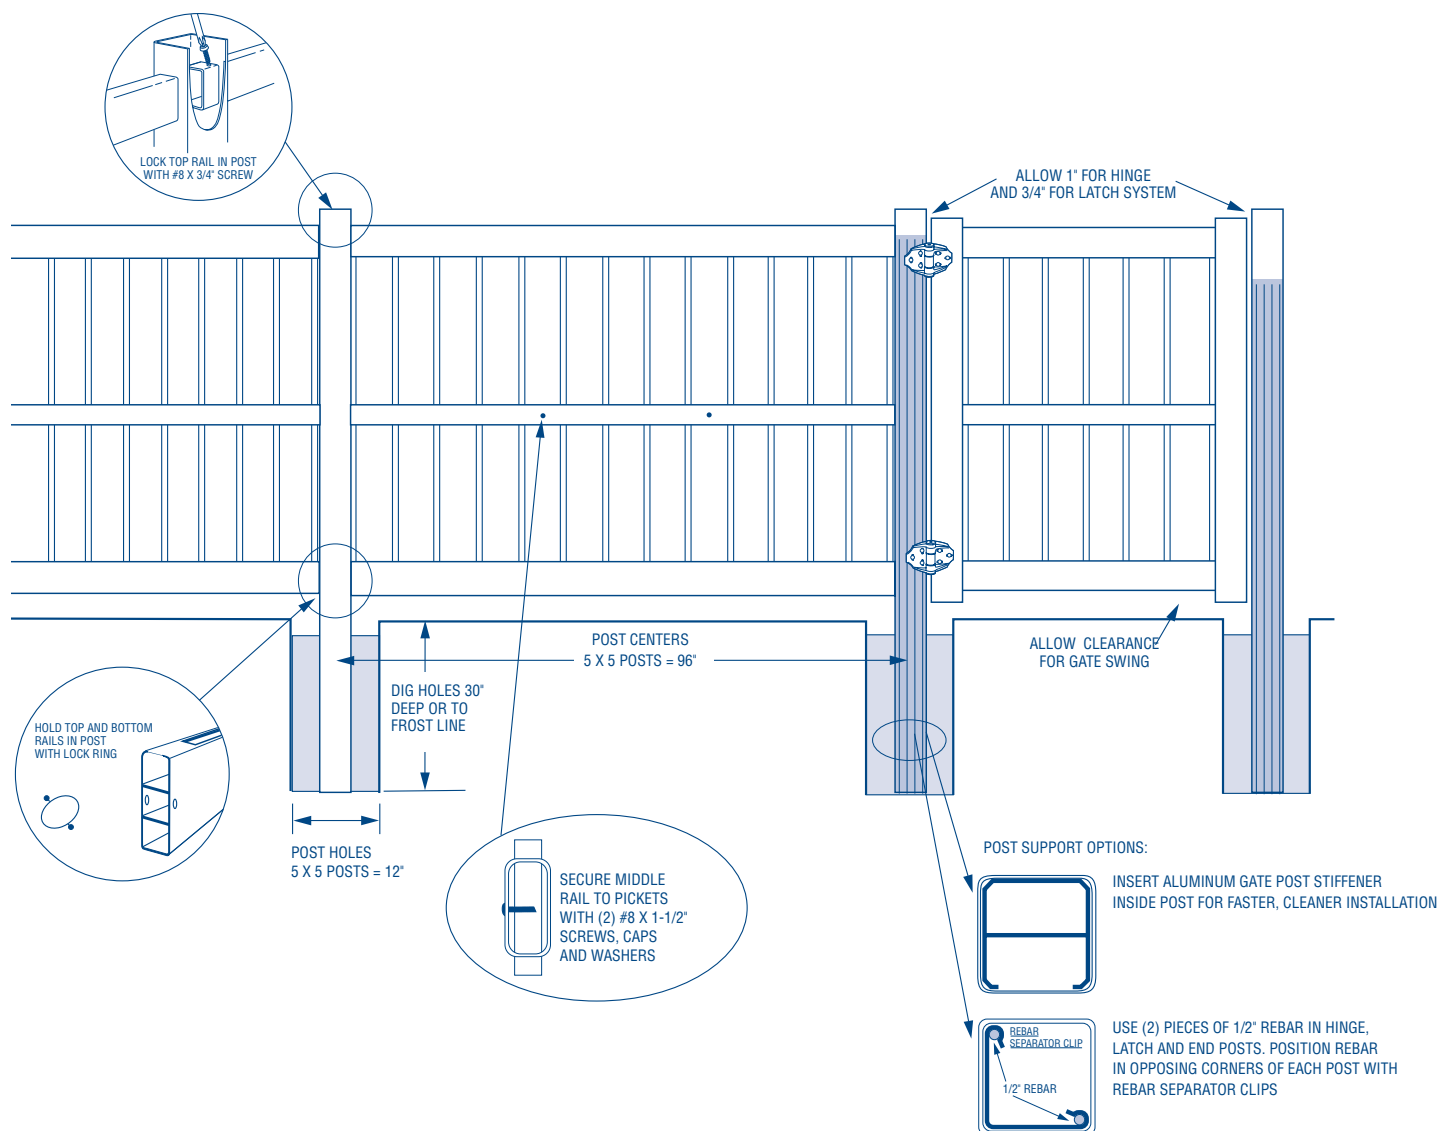 LOCK TOP RAIL IN POST
WITH #8 X 3/4" SCREW
ALLOW 1" FOR HINGE
AND 3/4" FOR LATCH SYSTEM
POST CENTERS
5 X 5 POSTS = 96"
ALLOW CLEARANCE
FOR GATE SWING
DIG HOLES 30"
DEEP OR TO
FROST LINE
HOLD TOP AND BOTTOM
RAILS IN POST
WITH LOCK RING
POST HOLES
5 X 5 POSTS = 12"
SECURE MIDDLE
RAIL TO PICKETS
WITH (2) #8 X 1-1/2"
SCREWS, CAPS
AND WASHERS
POST SUPPORT OPTIONS:
INSERT ALUMINUM GATE POST STIFFENER
INSIDE POST FOR FASTER, CLEANER INSTALLATION
REBAR
SEPARATOR CLIP
1/2" REBAR
USE (2) PIECES OF 1/2" REBAR IN HINGE,
LATCH AND END POSTS. POSITION REBAR
IN OPPOSING CORNERS OF EACH POST WITH
REBAR SEPARATOR CLIPS